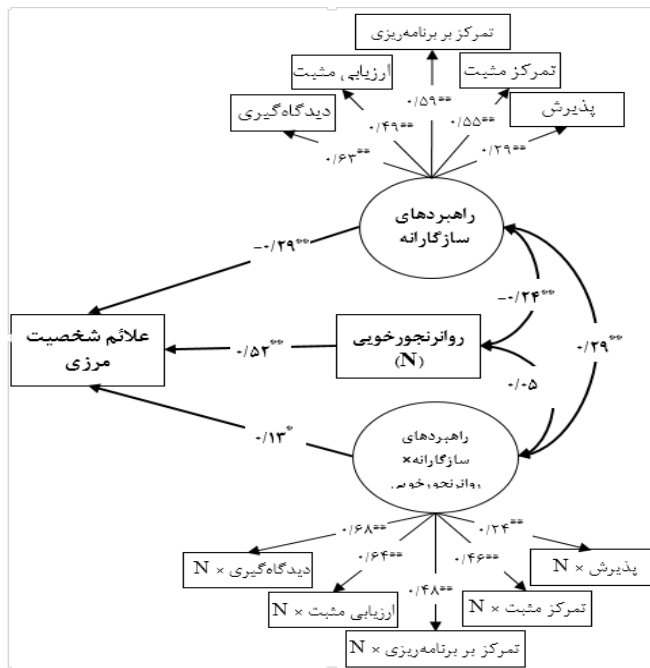 تمرکز بر برنامه‌ریزی
ارزیابی مثبت
تمرکز مثبت
دیدگاه‌گیری
پذیرش
۰/۵۹**
۰/۴۹**
۰/۵۵**
۰/۶۳**
۰/۲۹**
راهبردهای
سازگارانه
-۰/۲۹**
-۰/۲۴**
علائم شخصیت
مرزی
۰/۵۲**
روانرنجورخویی
(N)
۰/۲۹**
۰/۰۵
۰/۱۳*
راهبردهای
سازگارانه×
روانرنجورخویی
۰/۶۸**
۰/۲۴**
۰/۶۴**
۰/۴۶**
۰/۴۸**
دیدگاه‌گیری × N
پذیرش × N
ارزیابی مثبت × N
تمرکز مثبت × N
تمرکز بر برنامه‌ریزی × N